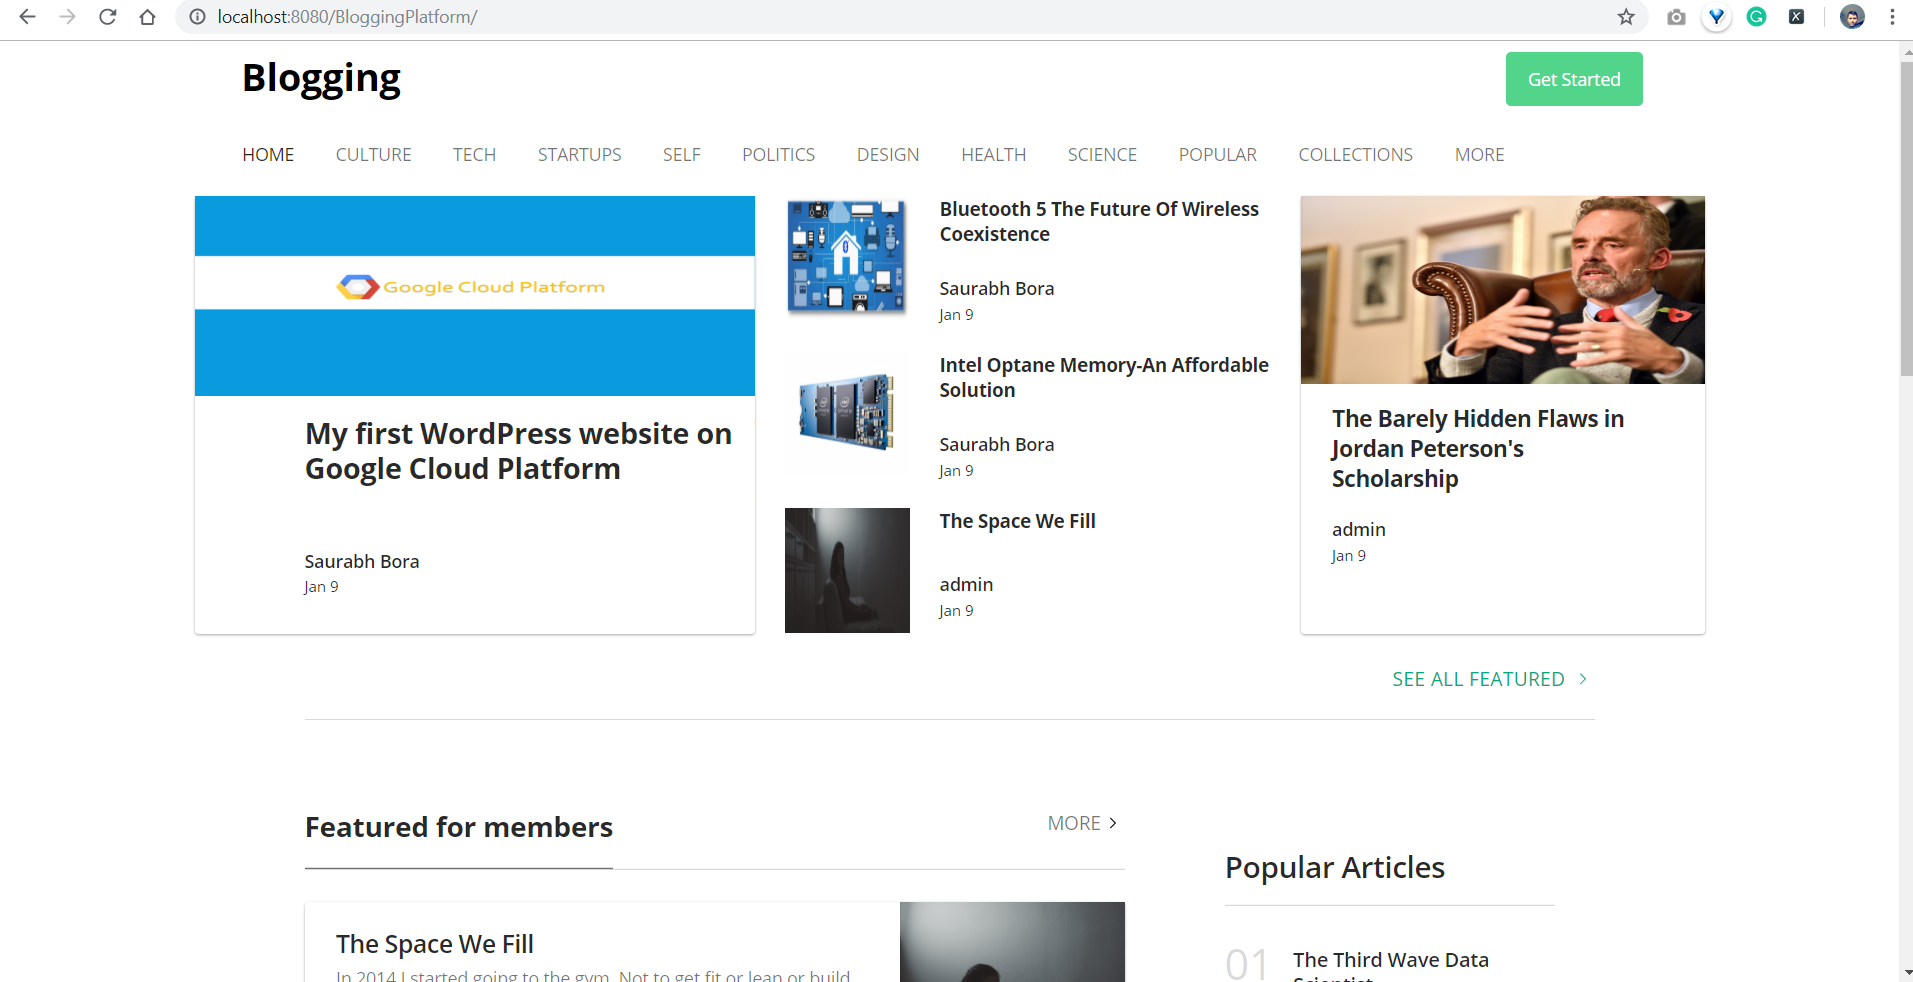 localhost:8080/BloggingPlatform/
Blogging
Get Started
HOME CULTURE TECH STARTUPS SELF POLITICS DESIGN HEALTH SCIENCE POPULAR COLLECTIONS MORE
Google Cloud Platform
My first WordPress website on
Google Cloud Platform
Saurabh Bora
Jan 9
Bluetooth 5 The Future Of Wireless
Coexistence
Saurabh Bora
Jan 9
Intel Optane Memory-An Affordable
Solution
Saurabh Bora
Jan 9
The Space We Fill
admin
Jan 9
The Barely Hidden Flaws in
Jordan Peterson's
Scholarship
admin
Jan 9
SEE ALL FEATURED
Featured for members
MORE
The Space We Fill
In 2014 I started going to the gym. Not to get fit or lean or build
Popular Articles
01
The Third Wave Data
Scientist